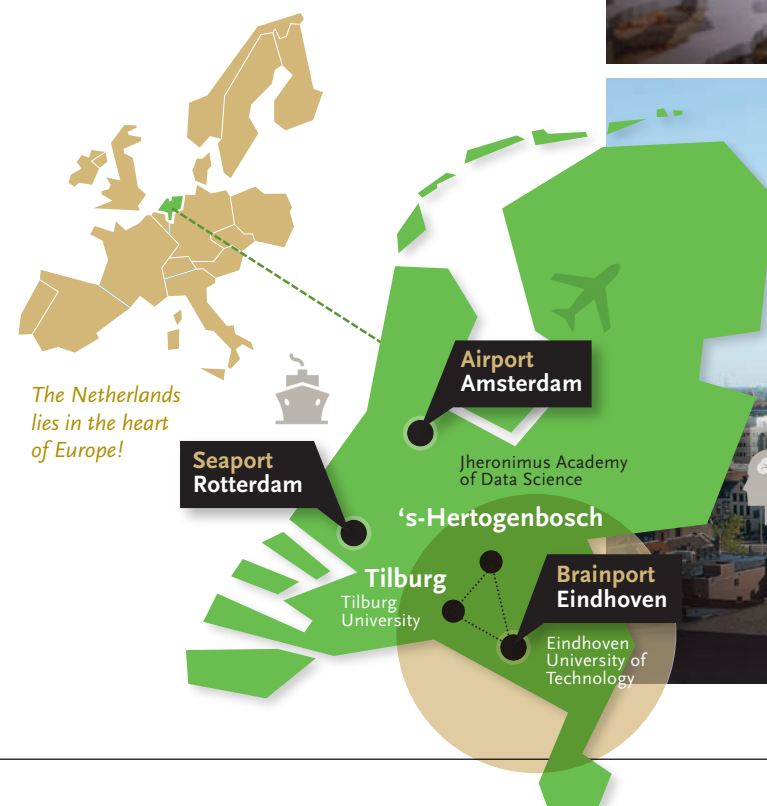 The Netherlands
lies in the heart
of Europe!
Airport
Amsterdam
Seaport
Rotterdam
Jheronimus Academy
of Data Science
‘s-Hertogenbosch
Tilburg
Tilburg
University
Brainport
Eindhoven
Eindhoven
University of
Technology